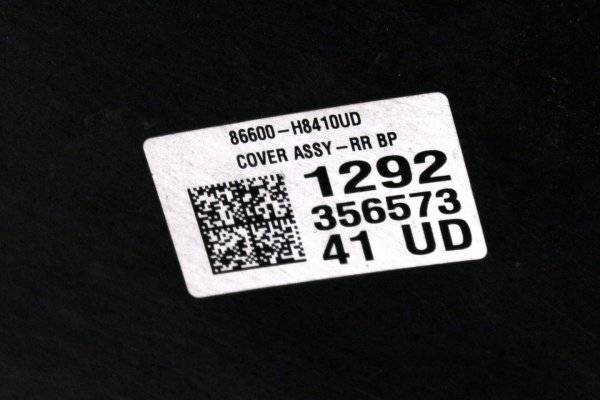 86600-H8410UD
COVER ASSY-RR BP
1292
356573
41 UD